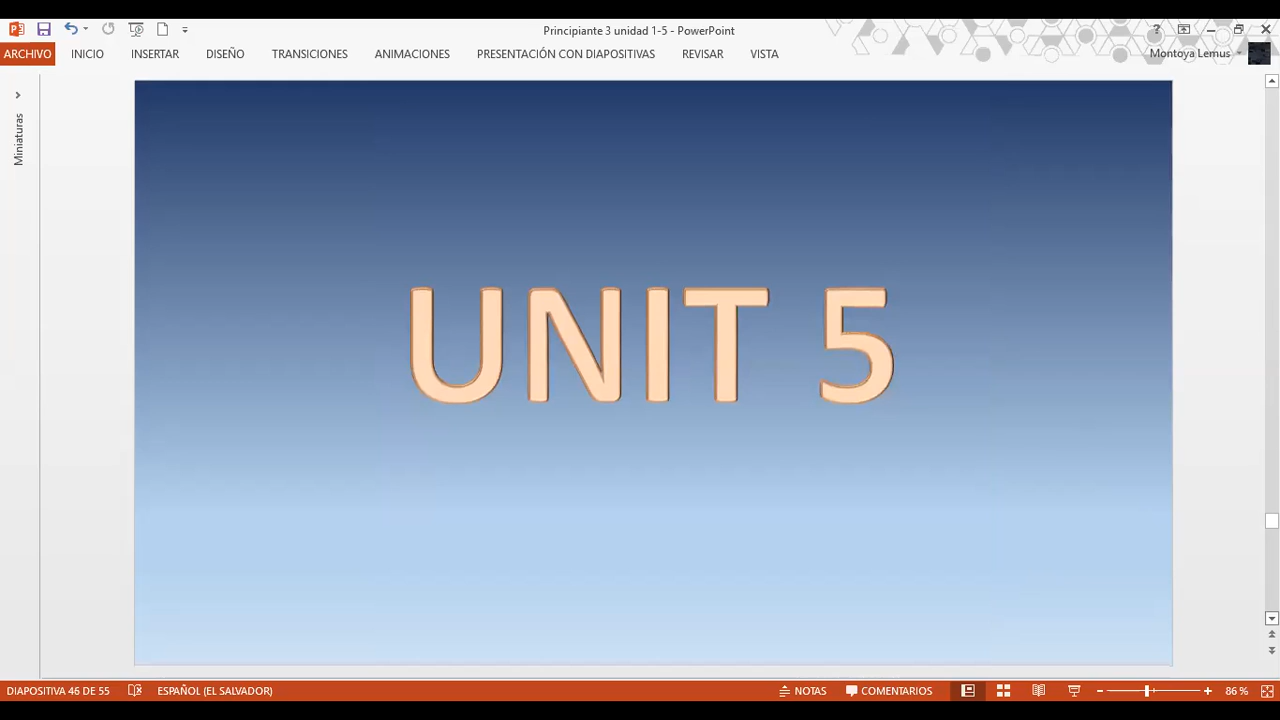 Principiante 3 unidad 1-5 - PowerPoint
ARCHIVO INICIO INSERTAR DISEÑO TRANSICIONES ANIMACIONES PRESENTACIÓN CON DIAPOSITIVAS REVISAR VISTA Montoya Lemus
Miniaturas
UNIT 5
DIAPOSITIVA 46 DE 55 ESPAÑOL (EL SALVADOR) NOTAS COMENTARIOS 86 %